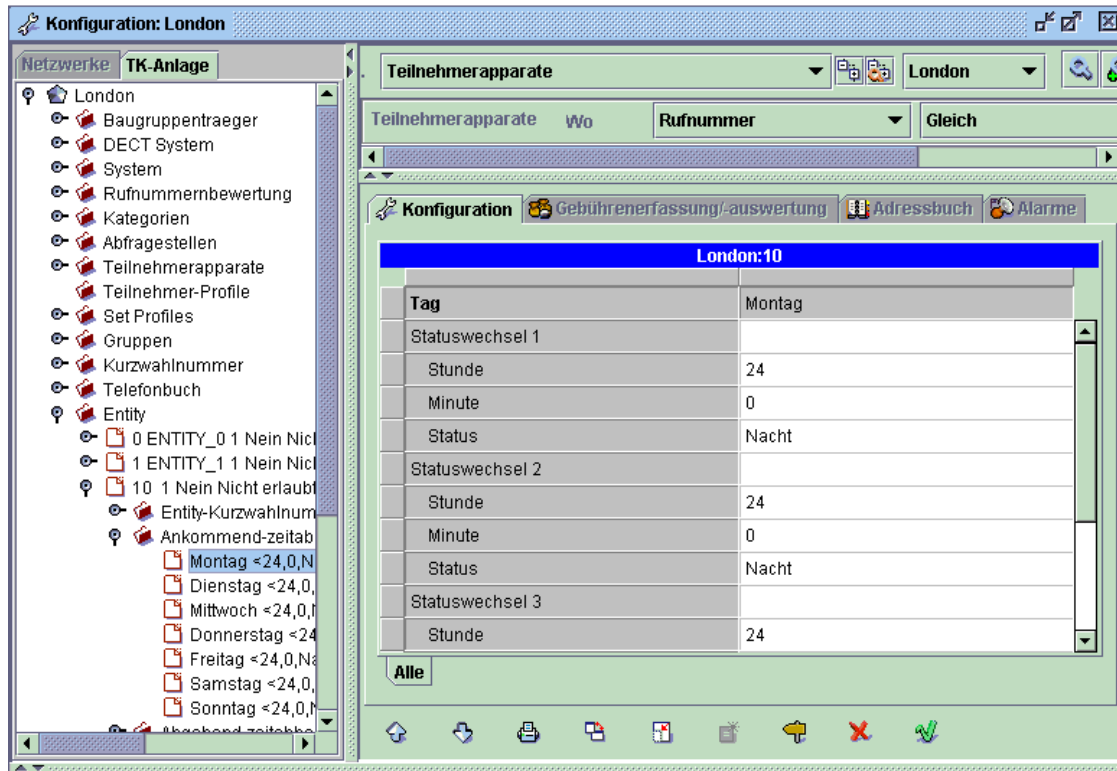 Konfiguration: London
Netzwerke TK-Anlage
London
Baugruppentraeger
DECT System
System
Rufnummernbewertung
Kategorien
Abfragestellen
Teilnehmerapparate
Teilnehmer-Profile
Set Profiles
Gruppen
Kurzwahlnummer
Telefonbuch
Entity
0 ENTITY_0 1 Nein Nicl
1 ENTITY_1 1 Nein Nicl
10 1 Nein Nicht erlaubt
Entity-Kurzwahlnum
Ankommend-zeitab
Montag <24,0,N
Dienstag <24,0,
Mittwoch <24,0,N
Donnerstag <24
Freitag <24,0,Na
Samstag <24,0,
Sonntag <24,0,N
Teilnehmerapparate London
Teilnehmerapparate Wo Rufnummer Gleich
Konfiguration Gebührenerfassung/-auswertung Adressbuch Alarme
London:10
Tag Montag
Statuswechsel 1
Stunde 24
Minute 0
Status Nacht
Statuswechsel 2
Stunde 24
Minute 0
Status Nacht
Statuswechsel 3
Stunde 24
Alle